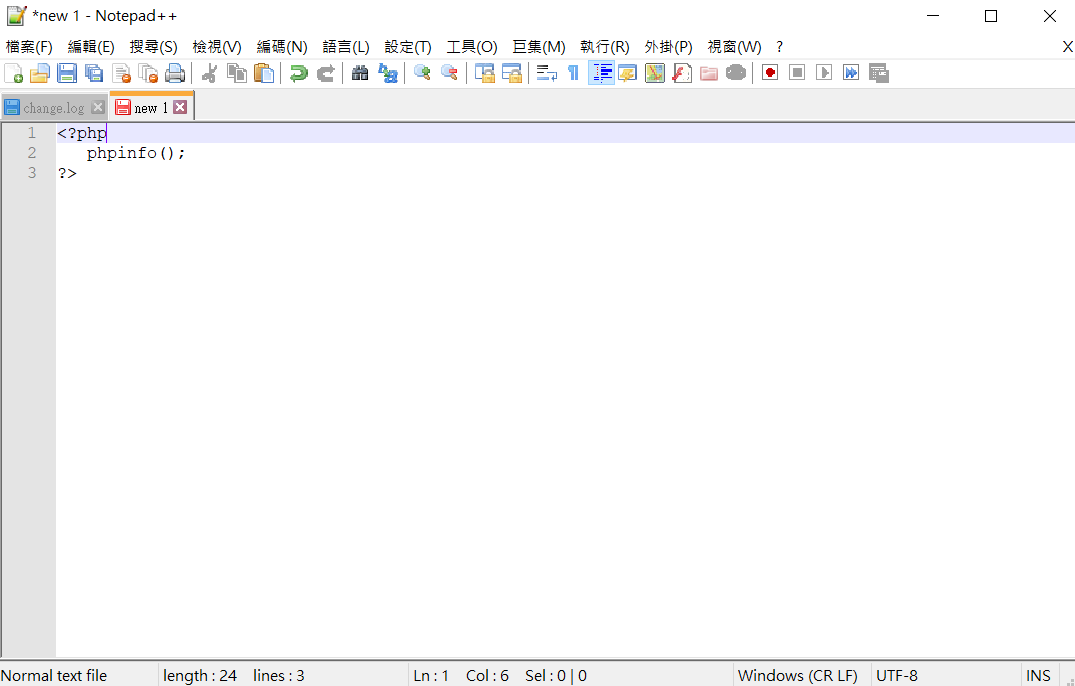 *new 1 - Notepad++
檔案(F) 編輯(E) 搜尋(S) 檢視(V) 編碼(N) 語言(L) 設定(T) 工具(O) 巨集(M) 執行(R) 外掛(P) 視窗(W) ? X
change.log new 1
1 <?php
2 phpinfo();
3 ?>
Normal text file length : 24 lines : 3 Ln : 1 Col : 6 Sel : 0 | 0 Windows (CR LF) UTF-8 INS